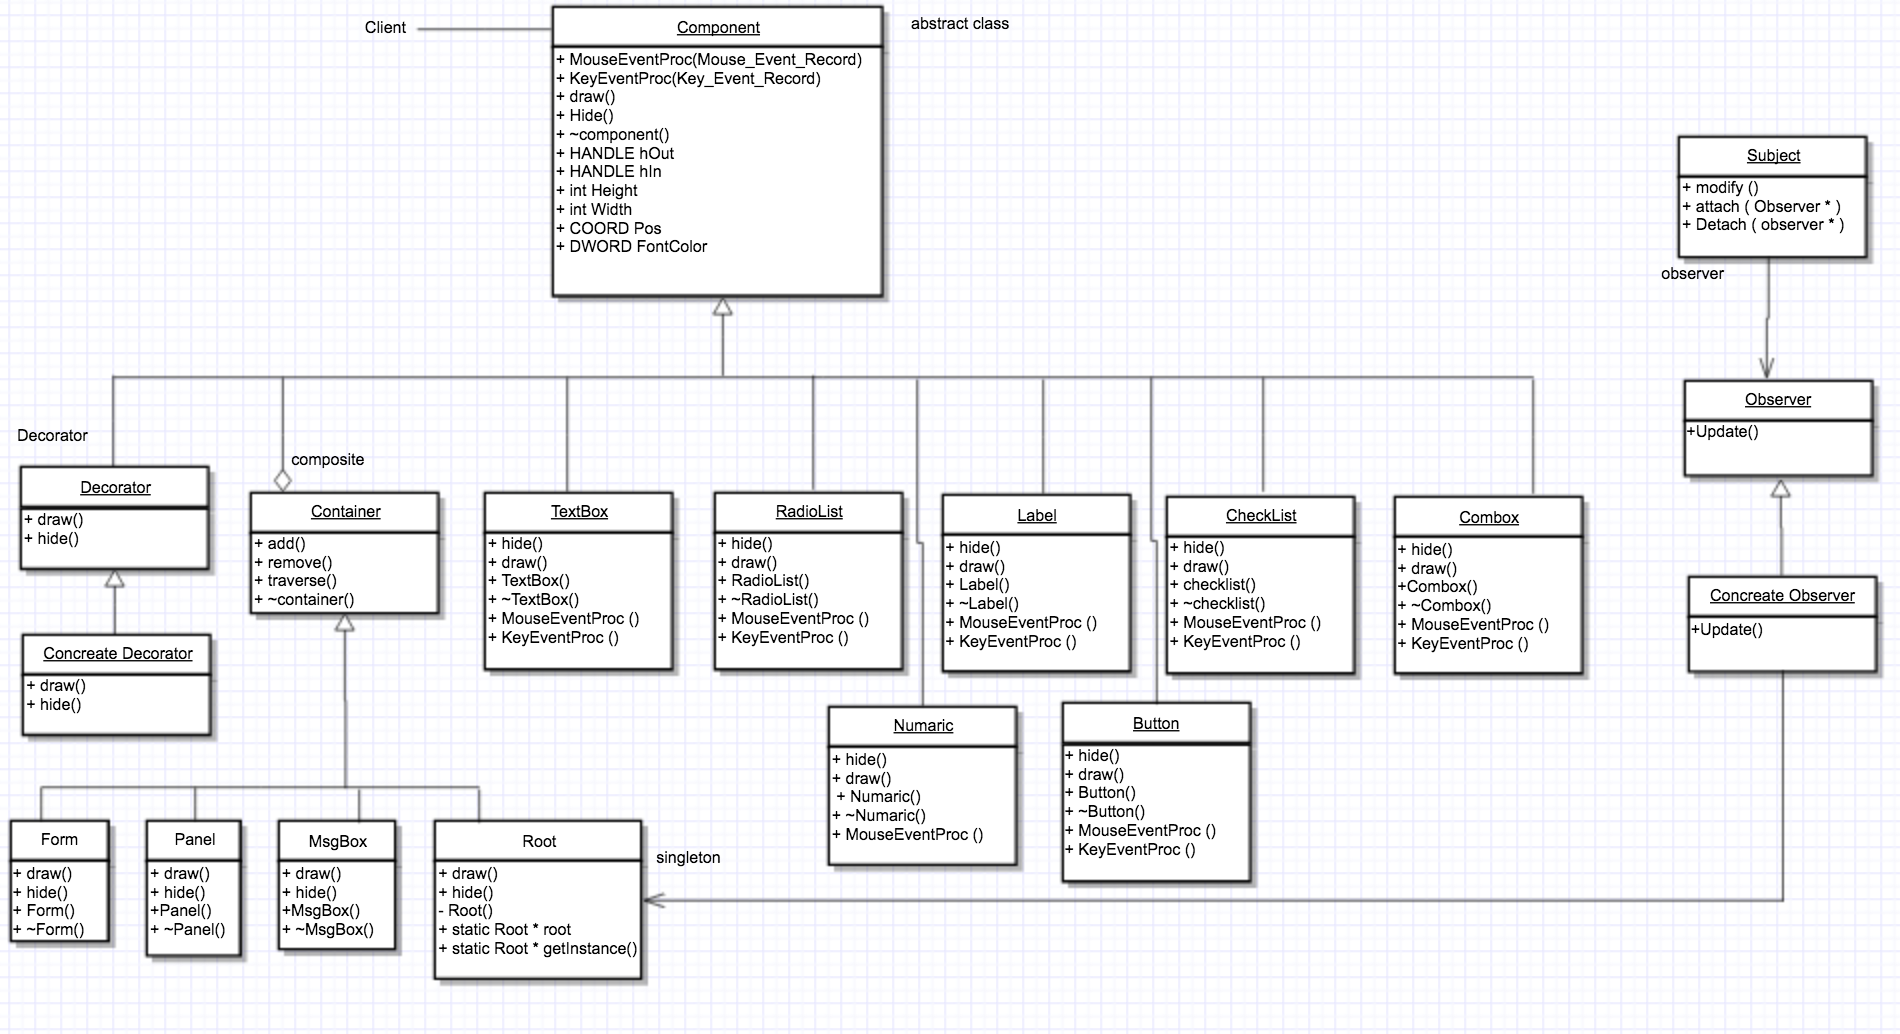 Client
Component
abstract class
+ MouseEventProc(Mouse_Event_Record)
+ KeyEventProc(Key_Event_Record)
+ draw()
+ Hide()
+ ~component()
+ HANDLE hOut
+ HANDLE hIn
+ int Height
+ int Width
+ COORD Pos
+ DWORD FontColor
Subject
+ modify ()
+ attach ( Observer * )
+ Detach ( observer * )
observer
Observer
+Update()
Concreate Observer
+Update()
Decorator
Decorator
+ draw()
+ hide()
Concreate Decorator
+ draw()
+ hide()
composite
Container
+ add()
+ remove()
+ traverse()
+ ~container()
TextBox
+ hide()
+ draw()
+ TextBox()
+ ~TextBox()
+ MouseEventProc ()
+ KeyEventProc ()
RadioList
+ hide()
+ draw()
+ RadioList()
+ ~RadioList()
+ MouseEventProc ()
+ KeyEventProc ()
Label
+ hide()
+ draw()
+ Label()
+ ~Label()
+ MouseEventProc ()
+ KeyEventProc ()
CheckList
+ hide()
+ draw()
+ checklist()
+ ~checklist()
+ MouseEventProc ()
+ KeyEventProc ()
Combox
+ hide()
+ draw()
+Combox()
+ ~Combox()
+ MouseEventProc ()
+ KeyEventProc ()
Numaric
+ hide()
+ draw()
+ Numaric()
+ ~Numaric()
+ MouseEventProc ()
Button
+ hide()
+ draw()
+ Button()
+ ~Button()
+ MouseEventProc ()
+ KeyEventProc ()
Form
+ draw()
+ hide()
+ Form()
+ ~Form()
Panel
+ draw()
+ hide()
+Panel()
+ ~Panel()
MsgBox
+ draw()
+ hide()
+MsgBox()
+ ~MsgBox()
Root
+ draw()
+ hide()
- Root()
+ static Root * root
+ static Root * getInstance()
singleton